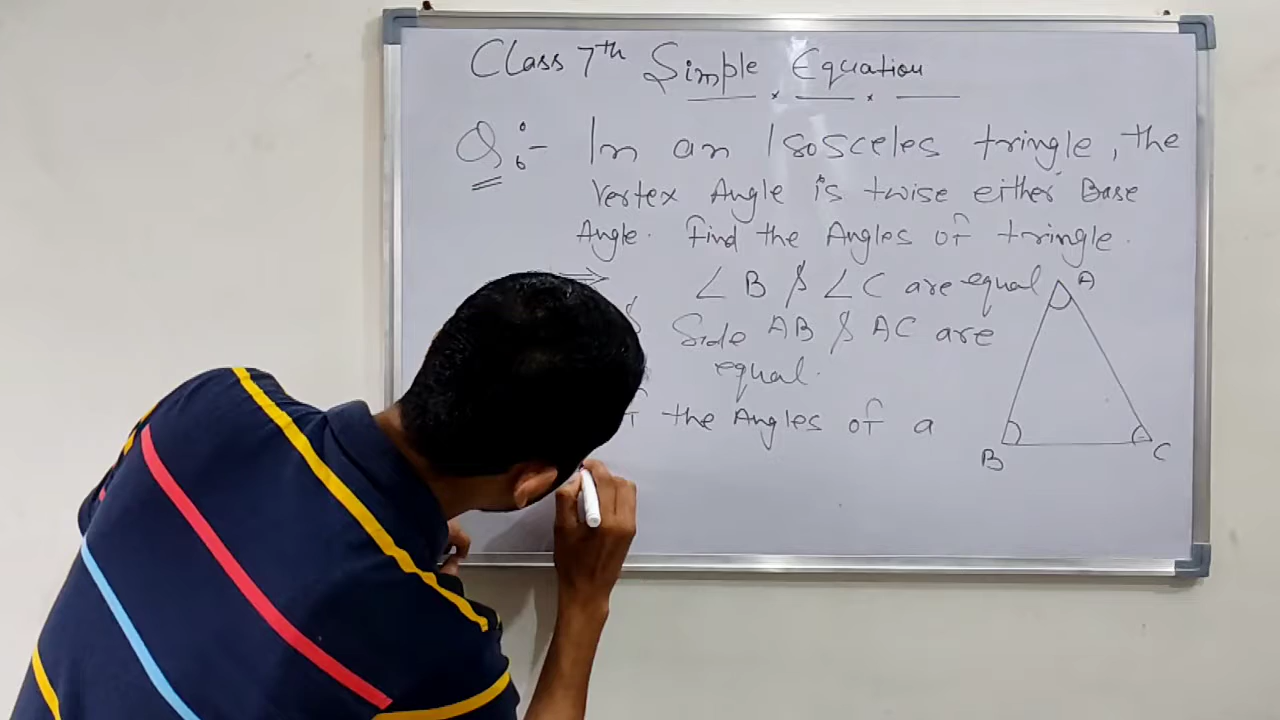 Class 7th Simple Equation
Q:- In an Isosceles tringle, the
Vertex Angle is twise either Base
Angle. Find the Angles of tringle.
⇒ ∠B & ∠C are equal
& Side AB & AC are
equal.
the Angles of a
A
B
C